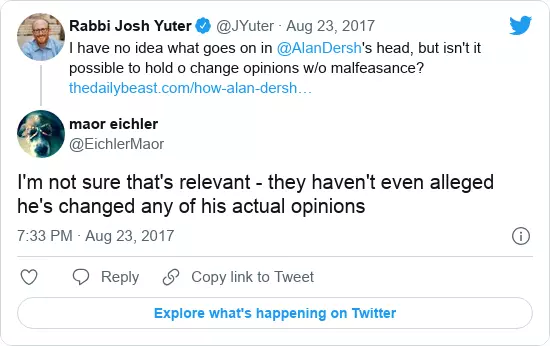 Rabbi Josh Yuter @JYuter · Aug 23, 2017
I have no idea what goes on in @AlanDersh's head, but isn't it
possible to hold o change opinions w/o malfeasance?
thedailybeast.com/how-alan-dersh…
maor eichler
@EichlerMaor
I'm not sure that's relevant - they haven't even alleged
he's changed any of his actual opinions
7:33 PM · Aug 23, 2017
Reply Copy link to Tweet
Explore what's happening on Twitter